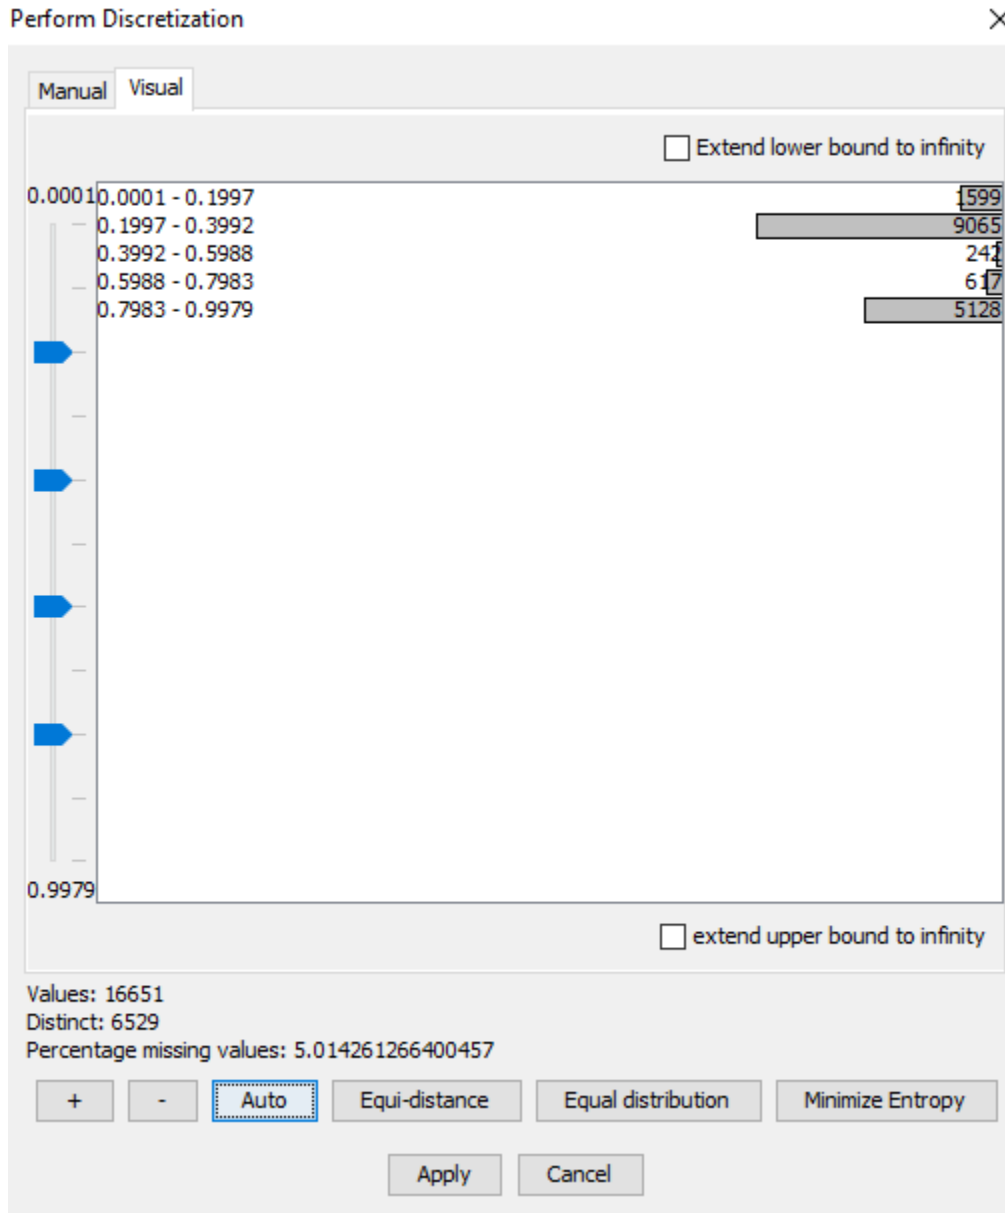 Perform Discretization
Manual Visual
Extend lower bound to infinity
0.0001 0.0001 - 0.1997 1599
0.1997 - 0.3992 9065
0.3992 - 0.5988 242
0.5988 - 0.7983 617
0.7983 - 0.9979 5128
0.9979
extend upper bound to infinity
Values: 16651
Distinct: 6529
Percentage missing values: 5.014261266400457
+ - Auto Equi-distance Equal distribution Minimize Entropy
Apply Cancel